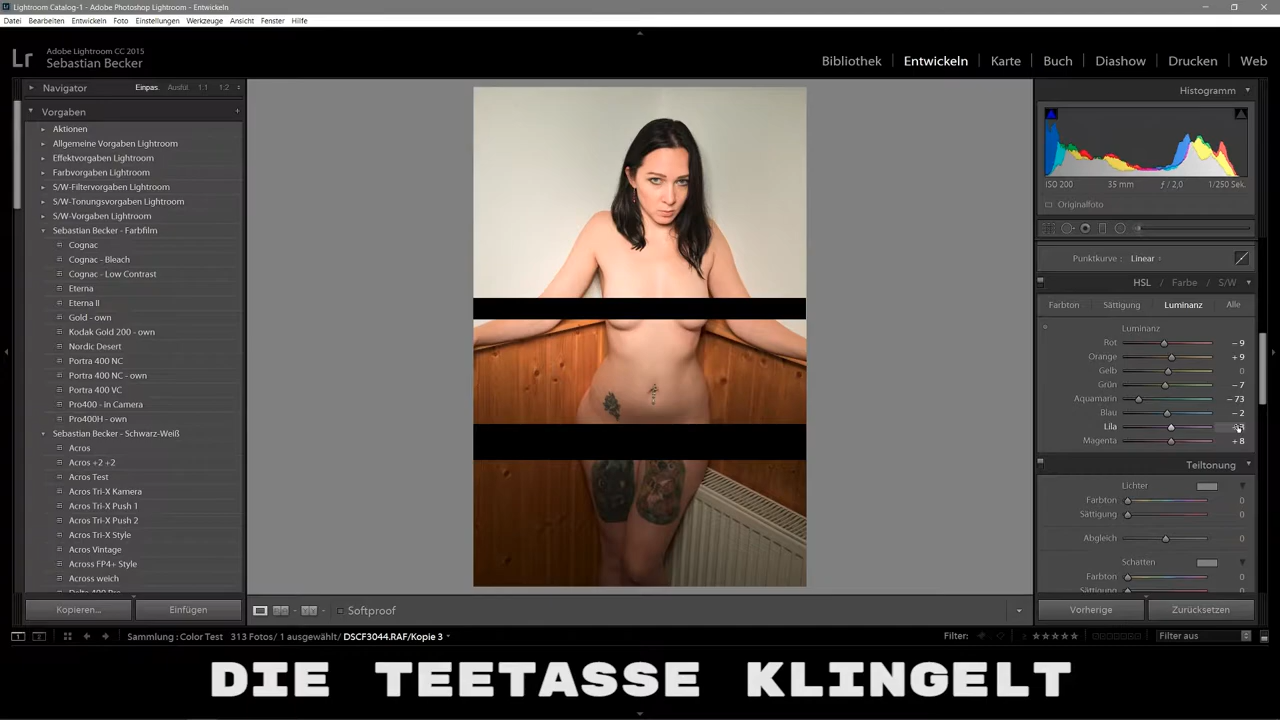 Lightroom Catalog-1 - Adobe Photoshop Lightroom - Entwickeln
Datei Bearbeiten Entwickeln Foto Einstellungen Werkzeuge Ansicht Fenster Hilfe
Lr Adobe Lightroom CC 2015
Sebastian Becker
Bibliothek Entwickeln Karte Buch Diashow Drucken Web
Navigator Einpas. Ausfül. 1:1 1:2
Vorgaben +
Aktionen
Allgemeine Vorgaben Lightroom
Effektvorgaben Lightroom
Farbvorgaben Lightroom
S/W-Filtervorgaben Lightroom
S/W-Tonungsvorgaben Lightroom
S/W-Vorgaben Lightroom
Sebastian Becker - Farbfilm
Cognac
Cognac - Bleach
Cognac - Low Contrast
Eterna
Eterna II
Gold - own
Kodak Gold 200 - own
Nordic Desert
Portra 400 NC
Portra 400 NC - own
Portra 400 VC
Pro400 - in Camera
Pro400H - own
Sebastian Becker - Schwarz-Weiß
Acros
Acros +2 +2
Acros Test
Acros Tri-X Kamera
Acros Tri-X Push 1
Acros Tri-X Push 2
Acros Tri-X Style
Acros Vintage
Across FP4+ Style
Across weich
Kopieren... Einfügen
Histogramm
ISO 200 35 mm ƒ / 2,0 1/250 Sek.
Originalfoto
Punktkurve : Linear
HSL / Farbe / S/W
Farbton Sättigung Luminanz Alle
Luminanz
Rot - 9
Orange + 9
Gelb 0
Grün - 7
Aquamarin - 73
Blau - 2
Lila
Magenta + 8
Teiltonung
Lichter
Farbton 0
Sättigung 0
Abgleich 0
Schatten
Farbton 0
Sättigung
Vorherige Zurücksetzen
Softproof
1 2 Sammlung : Color Test 313 Fotos / 1 ausgewählt / DSCF3044.RAF/Kopie 3 Filter: Filter aus
DIE TEETASSE KLINGELT